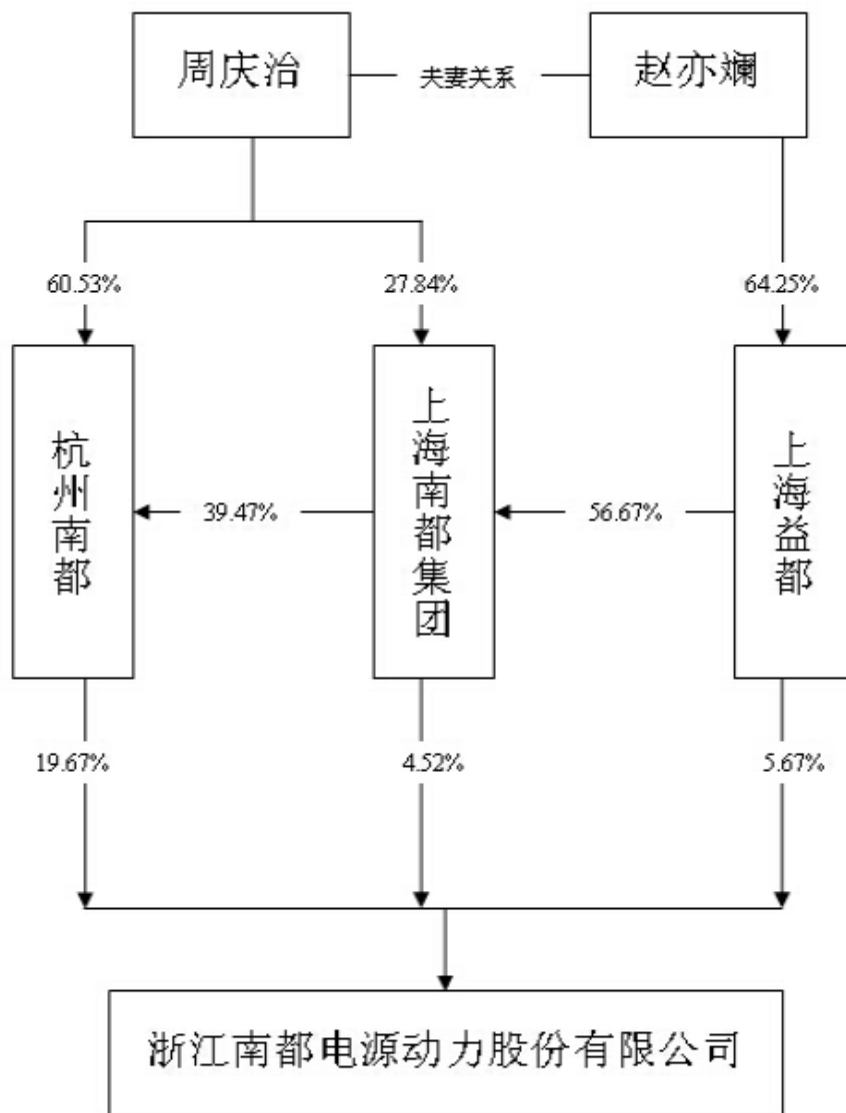 周庆治
夫妻关系
赵亦斓
60.53%
27.84%
64.25%
杭州南都
39.47%
上海南都集团
56.67%
上海益都
19.67%
4.52%
5.67%
浙江南都电源动力股份有限公司